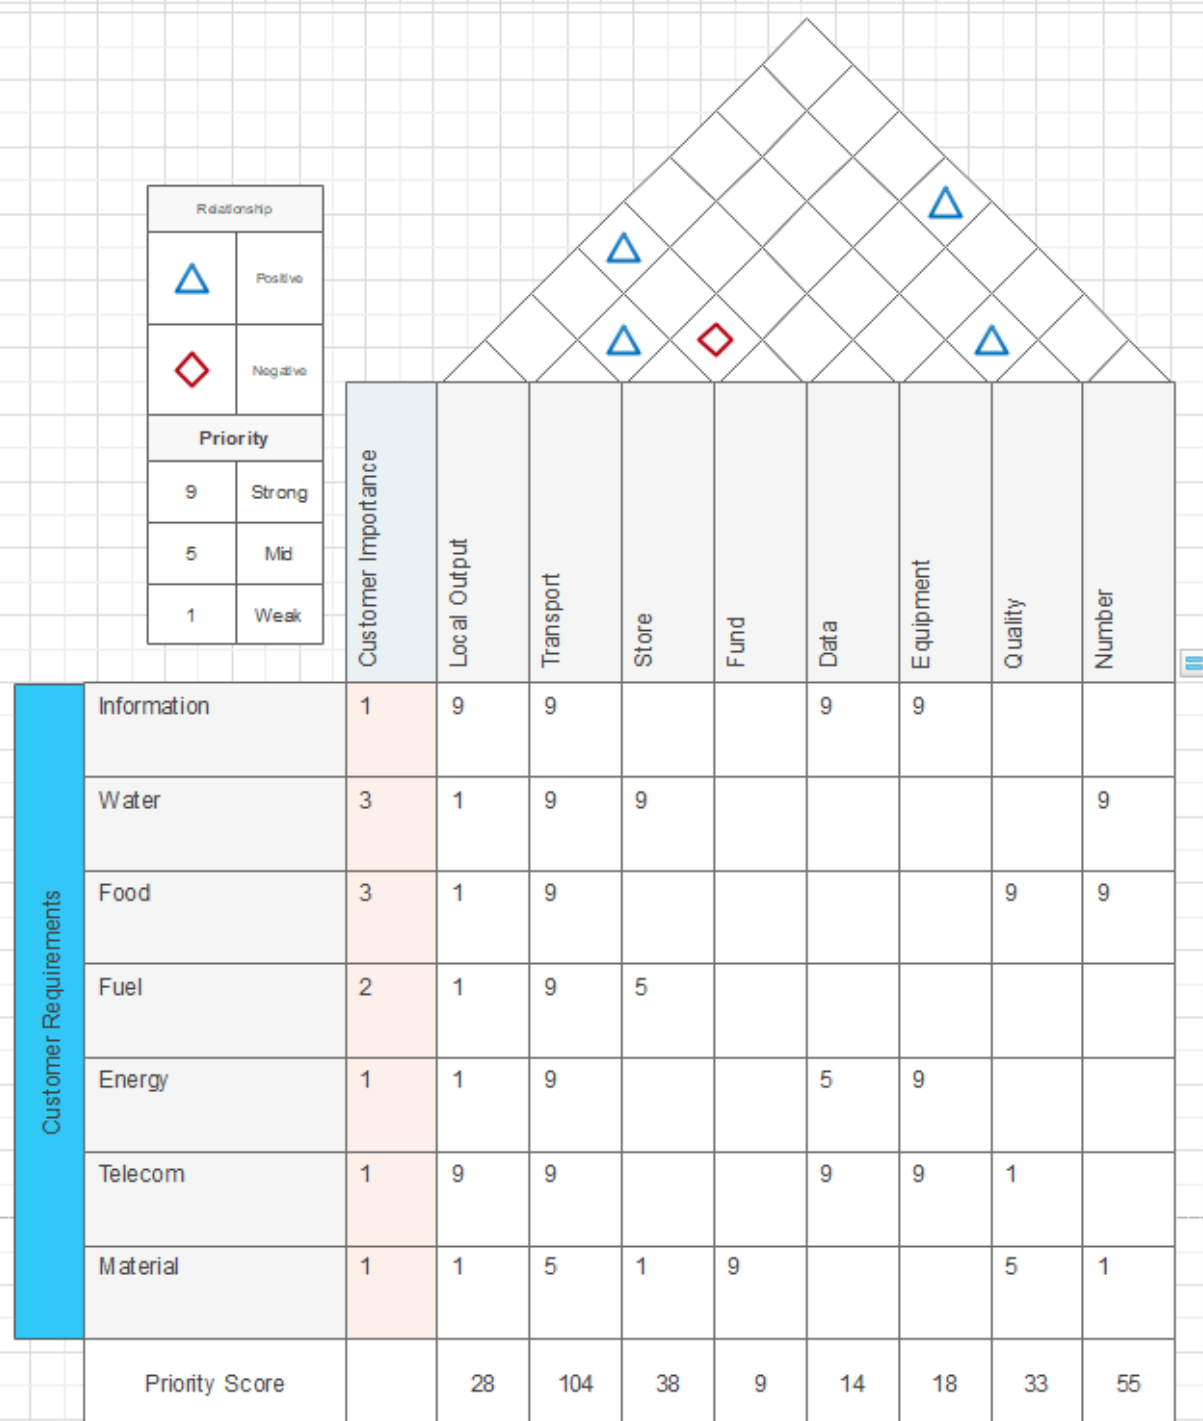 Relationship
Positive
Negative
Priority
9 Strong
5 Mid
1 Weak
Customer Importance
Local Output
Transport
Store
Fund
Data
Equipment
Quality
Number
Customer Requirements
Information 1 9 9 9 9
Water 3 1 9 9 9
Food 3 1 9 9 9
Fuel 2 1 9 5
Energy 1 1 9 5 9
Telecom 1 9 9 9 9 1
Material 1 1 5 1 9 5 1
Priority Score 28 104 38 9 14 18 33 55